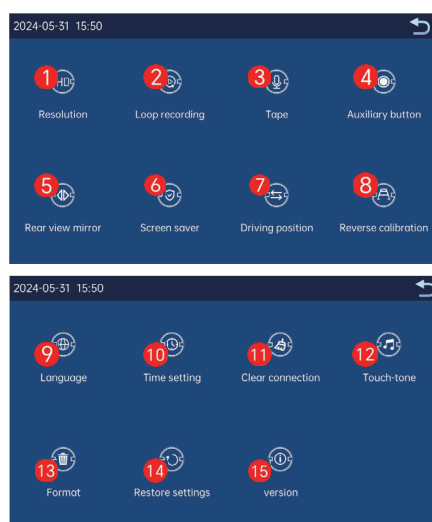 2024-05-31 15:50
1 HD 2 3 4
Resolution Loop recording Tape Auxiliary button
5 6 7 8
Rear view mirror Screen saver Driving position Reverse calibration
2024-05-31 15:50
9 10 11 12
Language Time setting Clear connection Touch-tone
13 14 15
Format Restore settings version